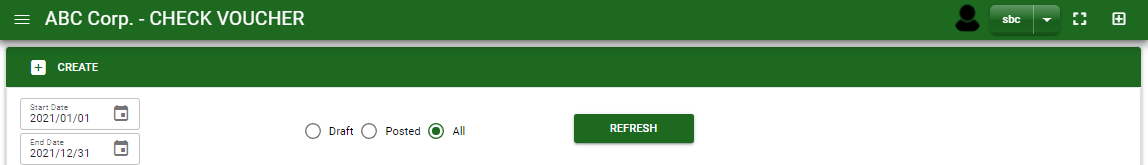 ABC Corp. - CHECK VOUCHER
sbc
CREATE
Start Date
2021/01/01
End Date
2021/12/31
Draft
Posted
All
REFRESH